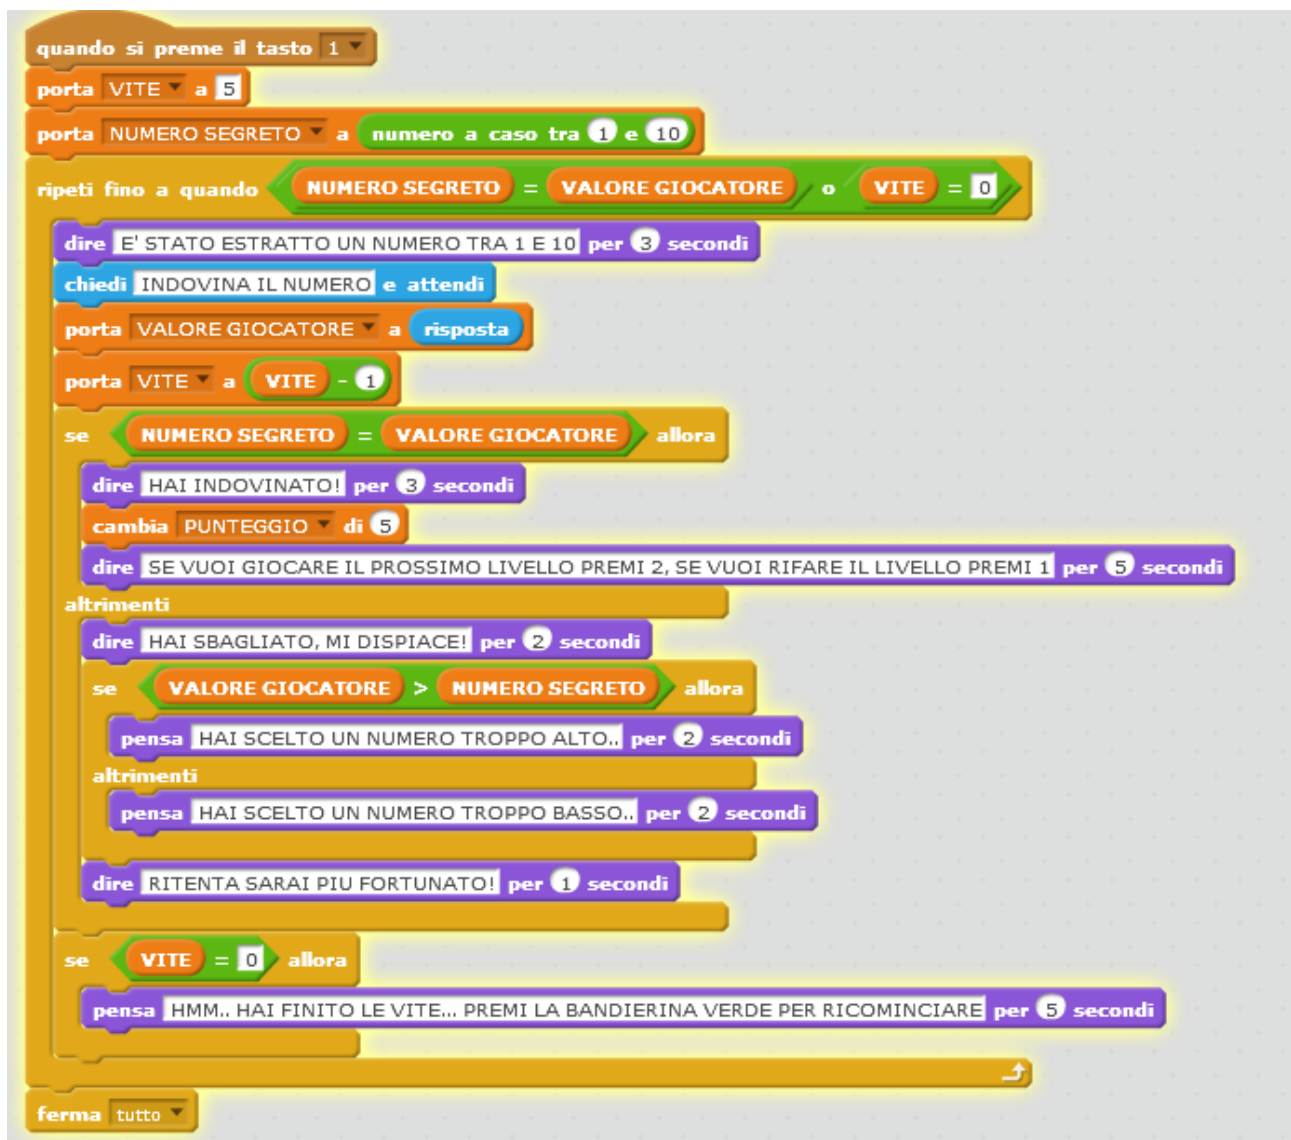 quando si preme il tasto 1
porta VITE a 5
porta NUMERO SEGRETO a numero a caso tra 1 e 10
ripeti fino a quando NUMERO SEGRETO = VALORE GIOCATORE o VITE = 0
dire E' STATO ESTRATTO UN NUMERO TRA 1 E 10 per 3 secondi
chiedi INDOVINA IL NUMERO e attendi
porta VALORE GIOCATORE a risposta
porta VITE a VITE - 1
se NUMERO SEGRETO = VALORE GIOCATORE allora
dire HAI INDOVINATO! per 3 secondi
cambia PUNTEGGIO di 5
dire SE VUOI GIOCARE IL PROSSIMO LIVELLO PREMI 2, SE VUOI RIFARE IL LIVELLO PREMI 1 per 5 secondi
altrimenti
dire HAI SBAGLIATO, MI DISPIACE! per 2 secondi
se VALORE GIOCATORE > NUMERO SEGRETO allora
pensa HAI SCELTO UN NUMERO TROPPO ALTO.. per 2 secondi
altrimenti
pensa HAI SCELTO UN NUMERO TROPPO BASSO.. per 2 secondi
dire RITENTA SARAI PIU FORTUNATO! per 1 secondi
se VITE = 0 allora
pensa HMM.. HAI FINITO LE VITE... PREMI LA BANDIERINA VERDE PER RICOMINCIARE per 5 secondi
ferma tutto